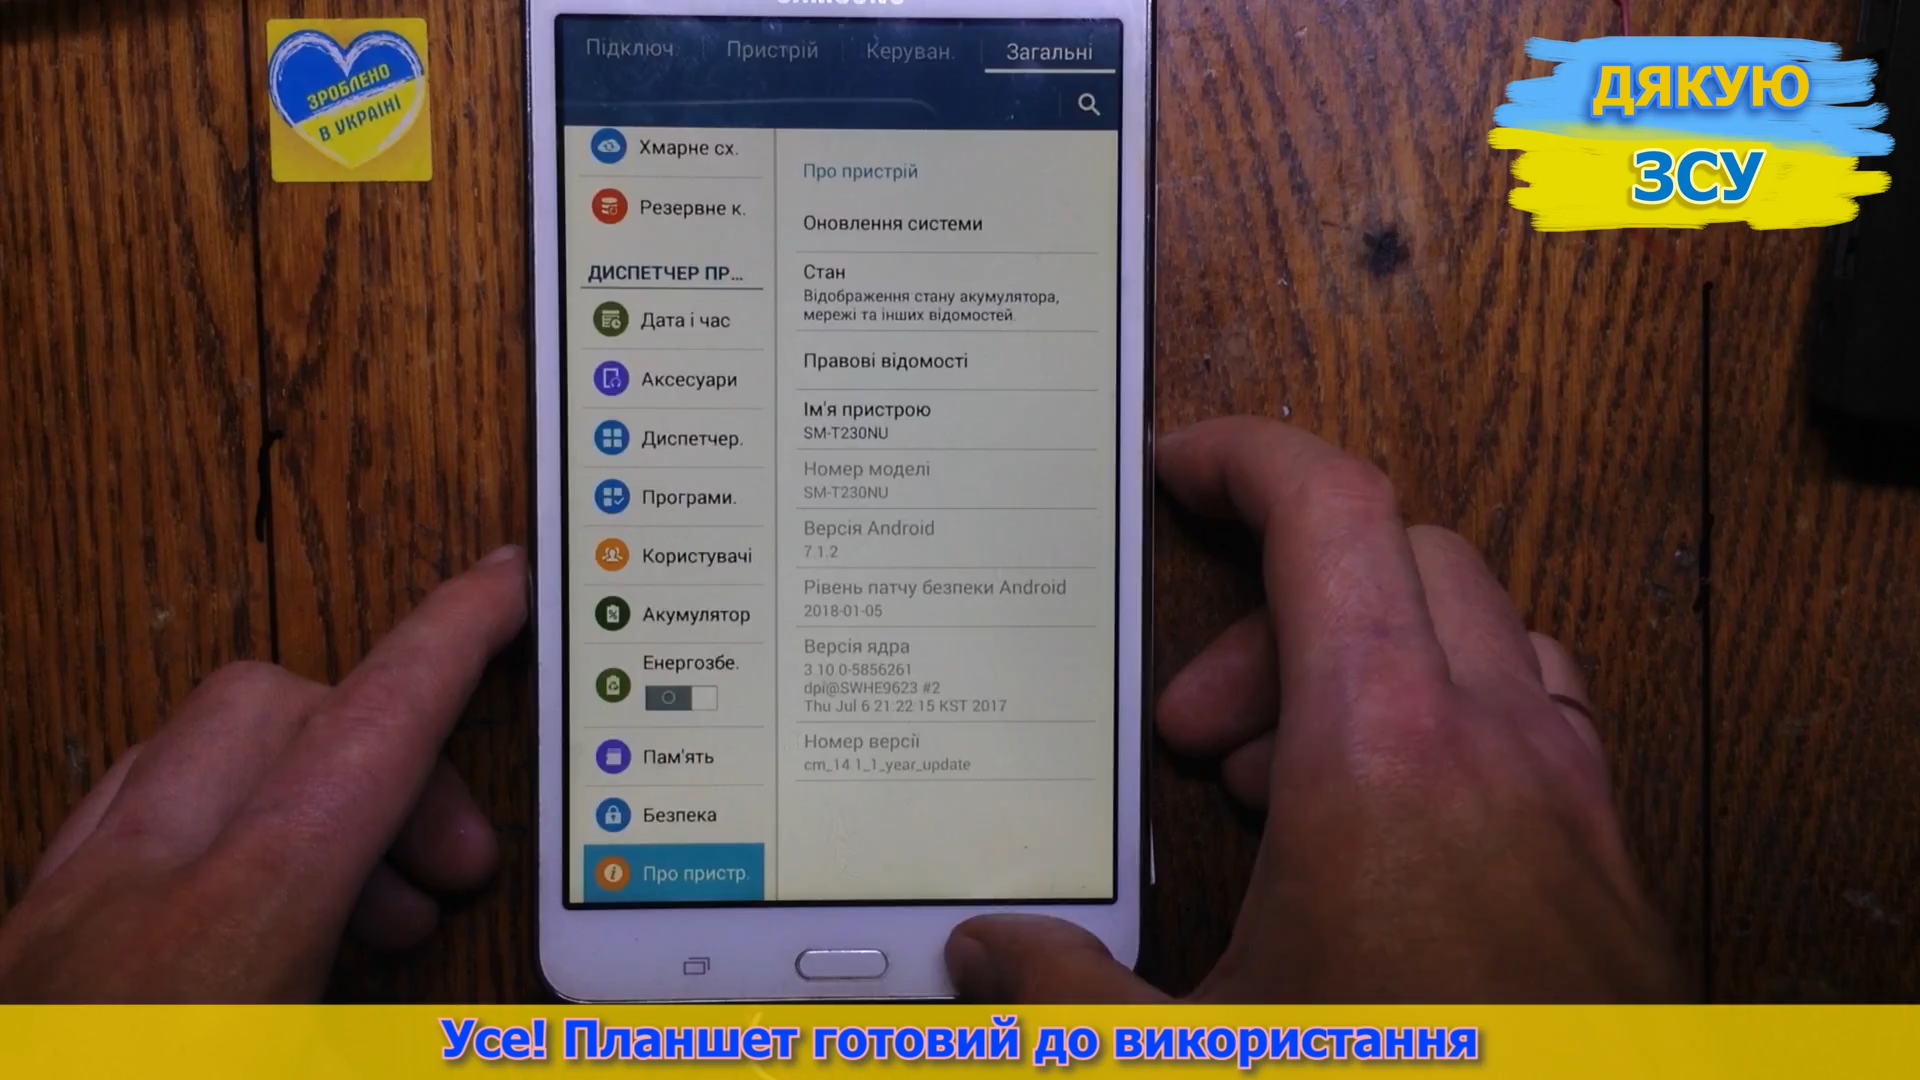 ЗРОБЛЕНО
В УКРАЇНІ
ДЯКУЮ
ЗСУ
Підключ
Пристрій
Керуван.
Загальні
Хмарне сх.
Резервне к.
ДИСПЕТЧЕР ПР...
Дата і час
Аксесуари
Диспетчер.
Програми.
Користувачі
Акумулятор
Енергозбе.
Пам'ять
Безпека
Про пристр.
Про пристрій
Оновлення системи
Стан
Відображення стану акумулятора,
мережі та інших відомостей
Правові відомості
Ім'я пристрою
SM-T230NU
Номер моделі
SM-T230NU
Версія Android
7.1.2
Рівень патчу безпеки Android
2018-01-05
Версія ядра
3 10 0-5856261
dpi@SWHE9623 #2
Thu Jul 6 21:22 15 KST 2017
Номер версії
cm_14 1_1_year_update
Усе! Планшет готовий до використання